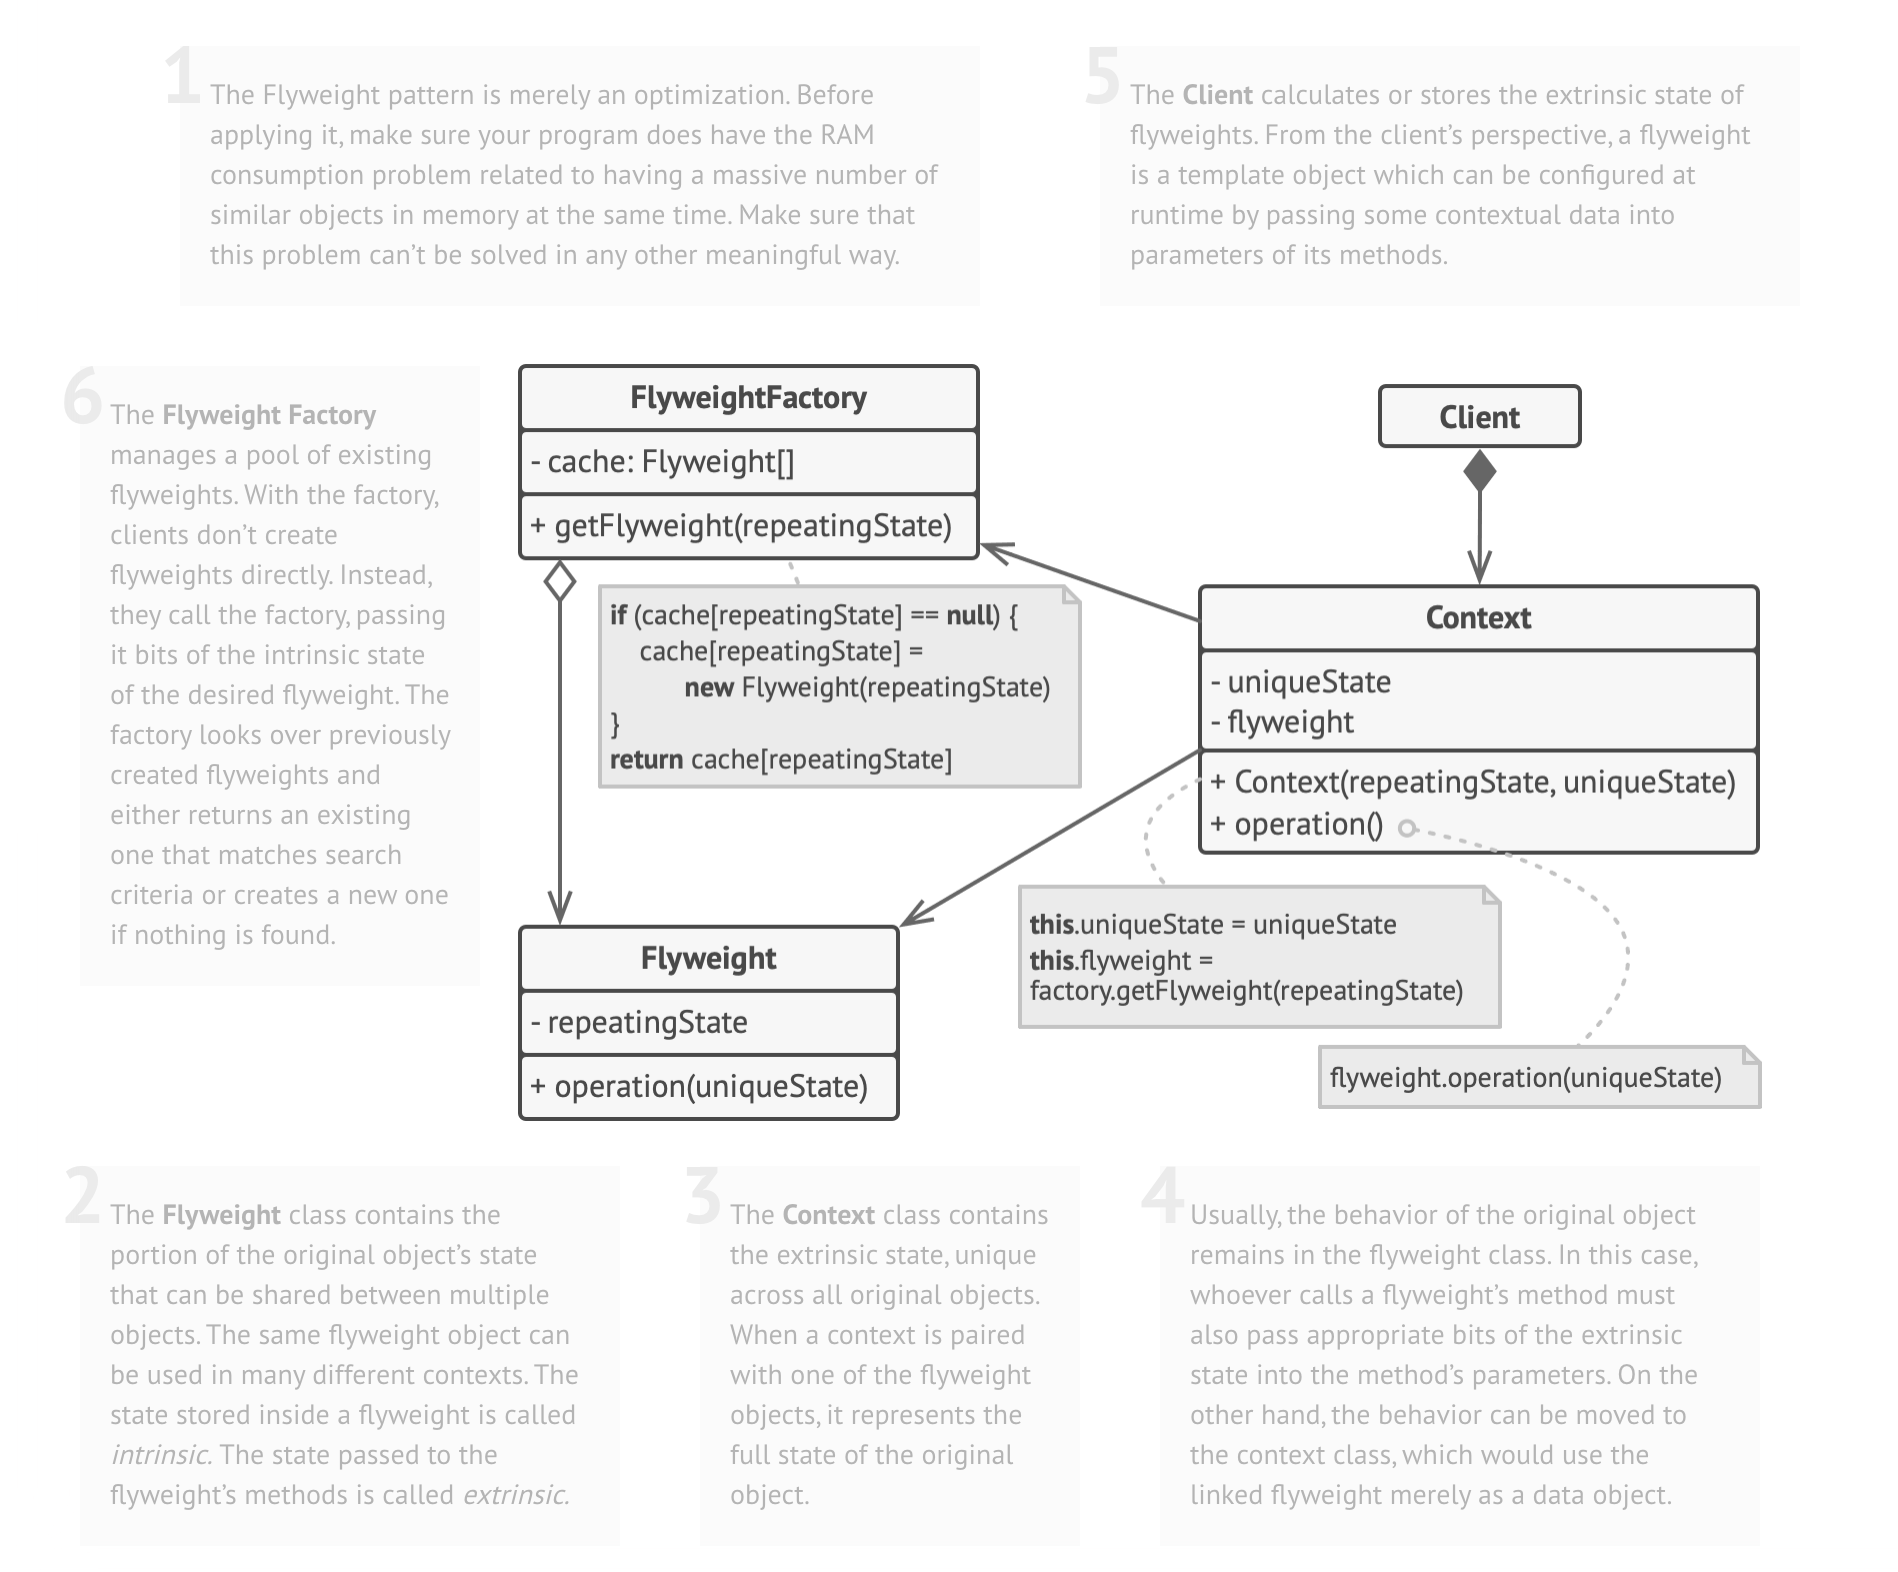 1
The Flyweight pattern is merely an optimization. Before
applying it, make sure your program does have the RAM
consumption problem related to having a massive number of
similar objects in memory at the same time. Make sure that
this problem can’t be solved in any other meaningful way.
5
The Client calculates or stores the extrinsic state of
flyweights. From the client’s perspective, a flyweight
is a template object which can be configured at
runtime by passing some contextual data into
parameters of its methods.
6
The Flyweight Factory
manages a pool of existing
flyweights. With the factory,
clients don’t create
flyweights directly. Instead,
they call the factory, passing
it bits of the intrinsic state
of the desired flyweight. The
factory looks over previously
created flyweights and
either returns an existing
one that matches search
criteria or creates a new one
if nothing is found.
FlyweightFactory
- cache: Flyweight[]
+ getFlyweight(repeatingState)
if (cache[repeatingState] == null) {
cache[repeatingState] =
new Flyweight(repeatingState)
}
return cache[repeatingState]
Client
Context
- uniqueState
- flyweight
+ Context(repeatingState, uniqueState)
+ operation()
this.uniqueState = uniqueState
this.flyweight =
factory.getFlyweight(repeatingState)
flyweight.operation(uniqueState)
Flyweight
- repeatingState
+ operation(uniqueState)
2
The Flyweight class contains the
portion of the original object’s state
that can be shared between multiple
objects. The same flyweight object can
be used in many different contexts. The
state stored inside a flyweight is called
intrinsic. The state passed to the
flyweight’s methods is called extrinsic.
3
The Context class contains
the extrinsic state, unique
across all original objects.
When a context is paired
with one of the flyweight
objects, it represents the
full state of the original
object.
4
Usually, the behavior of the original object
remains in the flyweight class. In this case,
whoever calls a flyweight’s method must
also pass appropriate bits of the extrinsic
state into the method’s parameters. On the
other hand, the behavior can be moved to
the context class, which would use the
linked flyweight merely as a data object.